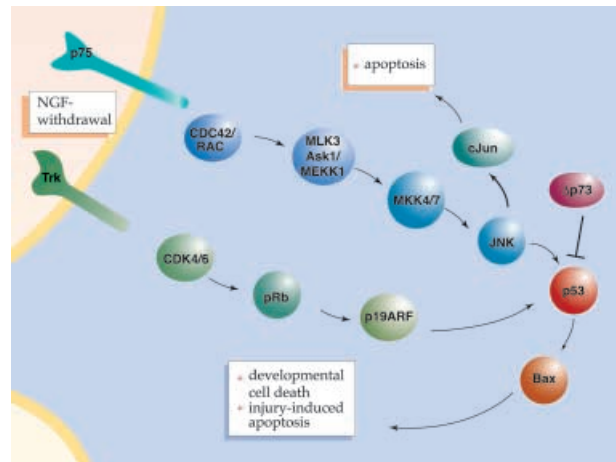 p75
apoptosis
NGF-
withdrawal
CDC42/
RAC
MLK3
Ask1/
MEKK1
cJun
Trk
MKK4/7
Δp73
JNK
CDK4/6
pRb
p53
p19ARF
developmental
cell death
injury-induced
apoptosis
Bax